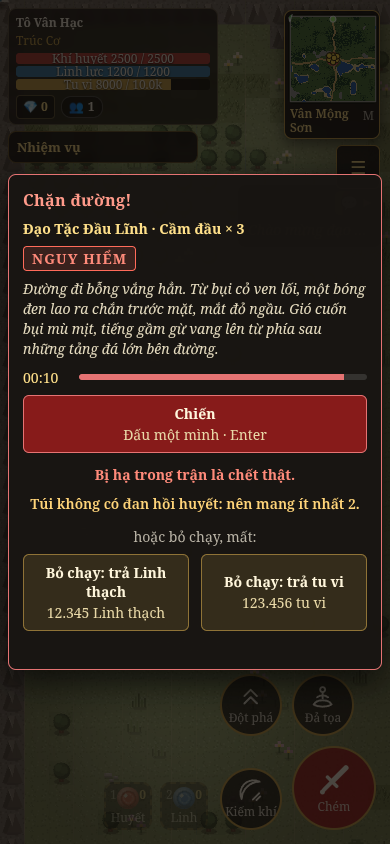 Tô Vân Hạc
Trúc Cơ
Khí huyết 2500 / 2500
Linh lực 1200 / 1200
Tu vi 8000 / 10,0k
0
1
Vân Mộng Sơn
M
Nhiệm vụ
Chặn đường!
Đạo Tặc Đầu Lĩnh · Cầm đầu × 3
NGUY HIỂM
Đường đi bỗng vắng hẳn. Từ bụi cỏ ven lối, một bóng
đen lao ra chắn trước mặt, mắt đỏ ngầu. Gió cuốn
bụi mù mịt, tiếng gầm gừ vang lên từ phía sau
những tảng đá lớn bên đường.
00:10
Chiến
Đấu một mình · Enter
Bị hạ trong trận là chết thật.
Túi không có đan hồi huyết: nên mang ít nhất 2.
hoặc bỏ chạy, mất:
Bỏ chạy: trả Linh
thạch
12.345 Linh thạch
Bỏ chạy: trả tu vi
123.456 tu vi
Đột phá
Đả tọa
1
0
Huyết
2
0
Linh
Kiếm khí
Chém